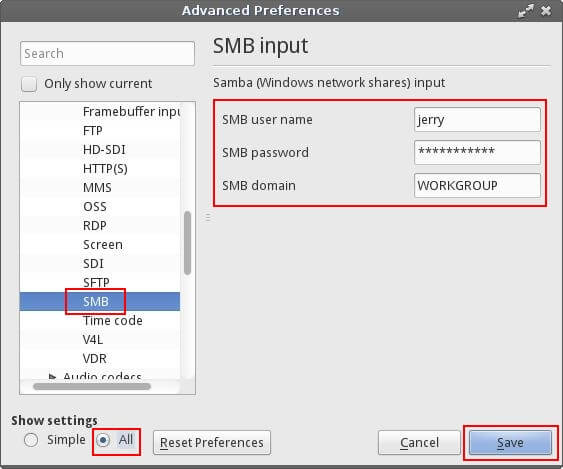 Advanced Preferences
Search
Only show current
Framebuffer inpu
FTP
HD-SDI
HTTP(S)
MMS
OSS
RDP
Screen
SDI
SFTP
SMB
Time code
V4L
VDR
Audio codecs
SMB input
Samba (Windows network shares) input
SMB user name jerry
SMB password ***********
SMB domain WORKGROUP
Show settings
Simple All Reset Preferences Cancel Save